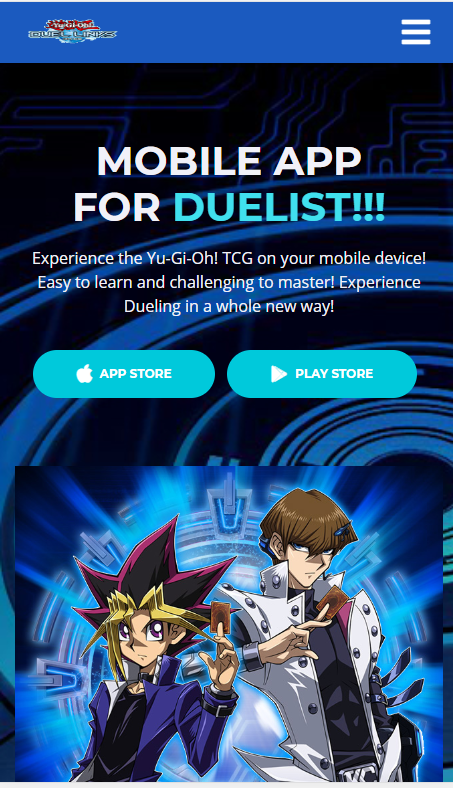 Yu-Gi-Oh!
DUEL LINKS
MOBILE APP
FOR DUELIST!!!
Experience the Yu-Gi-Oh! TCG on your mobile device!
Easy to learn and challenging to master! Experience
Dueling in a whole new way!
APP STORE
PLAY STORE